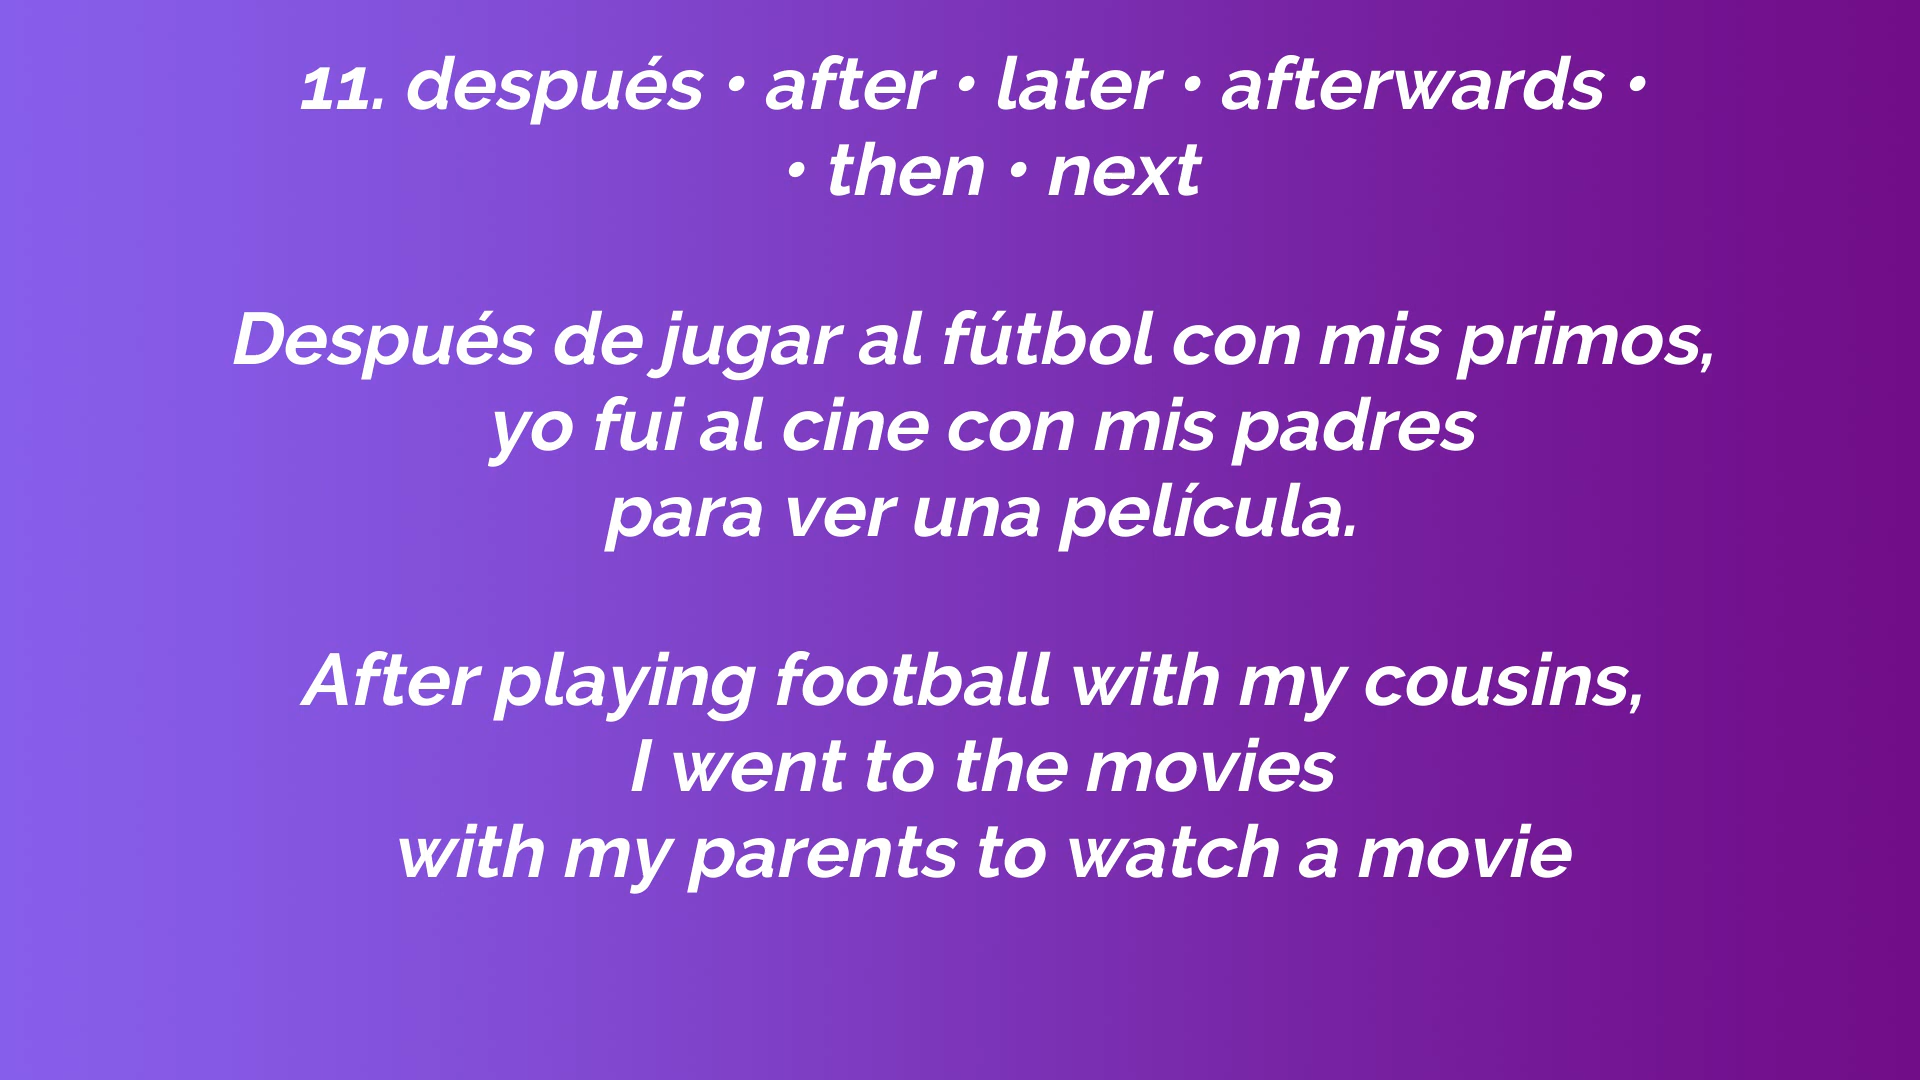 11. después • after • later • afterwards •
• then • next
Después de jugar al fútbol con mis primos,
yo fui al cine con mis padres
para ver una película.
After playing football with my cousins,
I went to the movies
with my parents to watch a movie